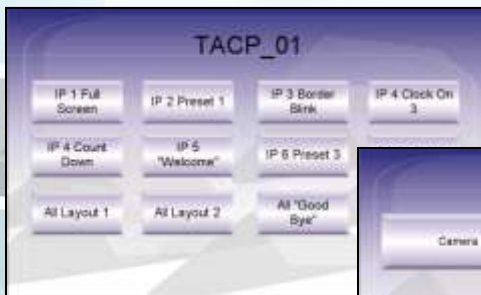 TACP_01
IP 1 Full
Screen
IP 2 Preset 1
IP 3 Border
Blink
IP 4 Clock On
3
IP 4 Count
Down
IP 5
"Welcome"
IP 6 Preset 3
All Layout 1
All Layout 2
All "Good
Bye"
Camera